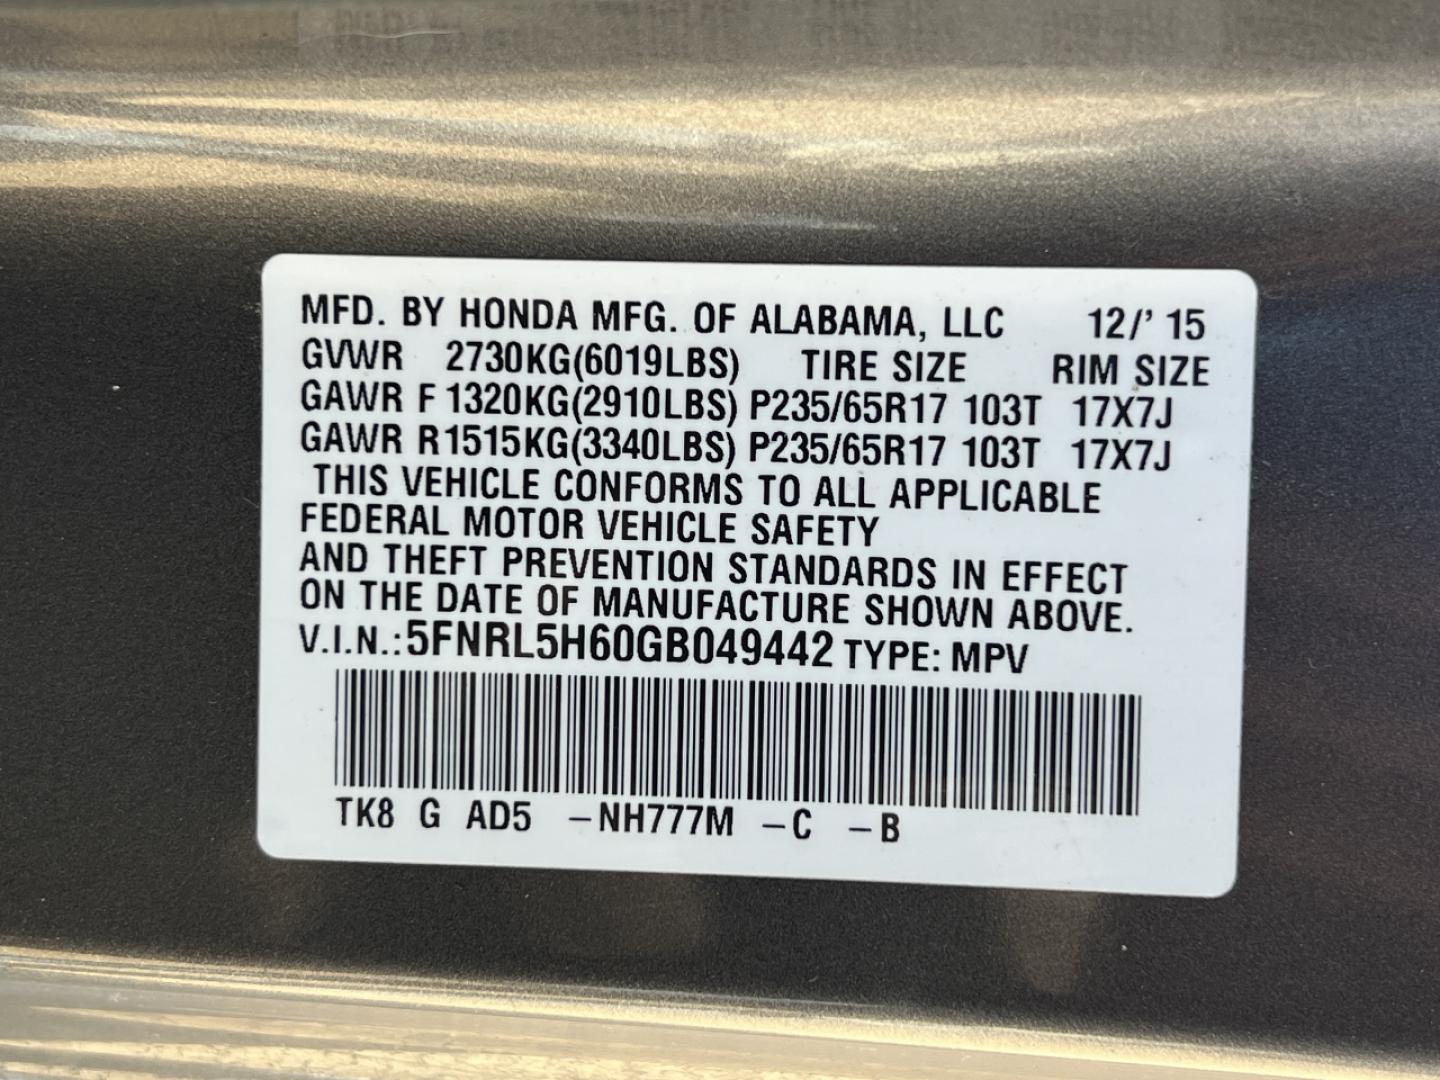 MFD. BY HONDA MFG. OF ALABAMA, LLC 12/' 15
GVWR 2730KG(6019LBS) TIRE SIZE RIM SIZE
GAWR F 1320KG(2910LBS) P235/65R17 103T 17X7J
GAWR R1515KG(3340LBS) P235/65R17 103T 17X7J
THIS VEHICLE CONFORMS TO ALL APPLICABLE
FEDERAL MOTOR VEHICLE SAFETY
AND THEFT PREVENTION STANDARDS IN EFFECT
ON THE DATE OF MANUFACTURE SHOWN ABOVE.
V.I.N.:5FNRL5H60GB049442 TYPE: MPV
TK8 G AD5 –NH777M –C –B